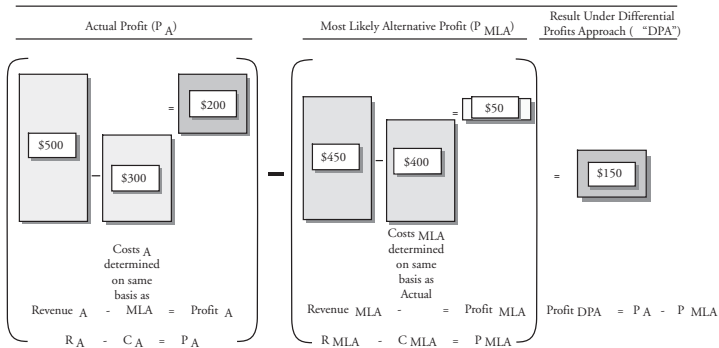 Actual Profit (P A)
Most Likely Alternative Profit (P MLA)
Result Under Differential
Profits Approach ( “DPA”)
$500
-
$300
=
$200
-
$450
-
$400
=
$50
=
$150
Costs A
determined
on same
basis as
Revenue A - MLA = Profit A
R A - C A = P A
Costs MLA
determined
on same
basis as
Actual
Revenue MLA - = Profit MLA
R MLA - C MLA = P MLA
Profit DPA = P A - P MLA